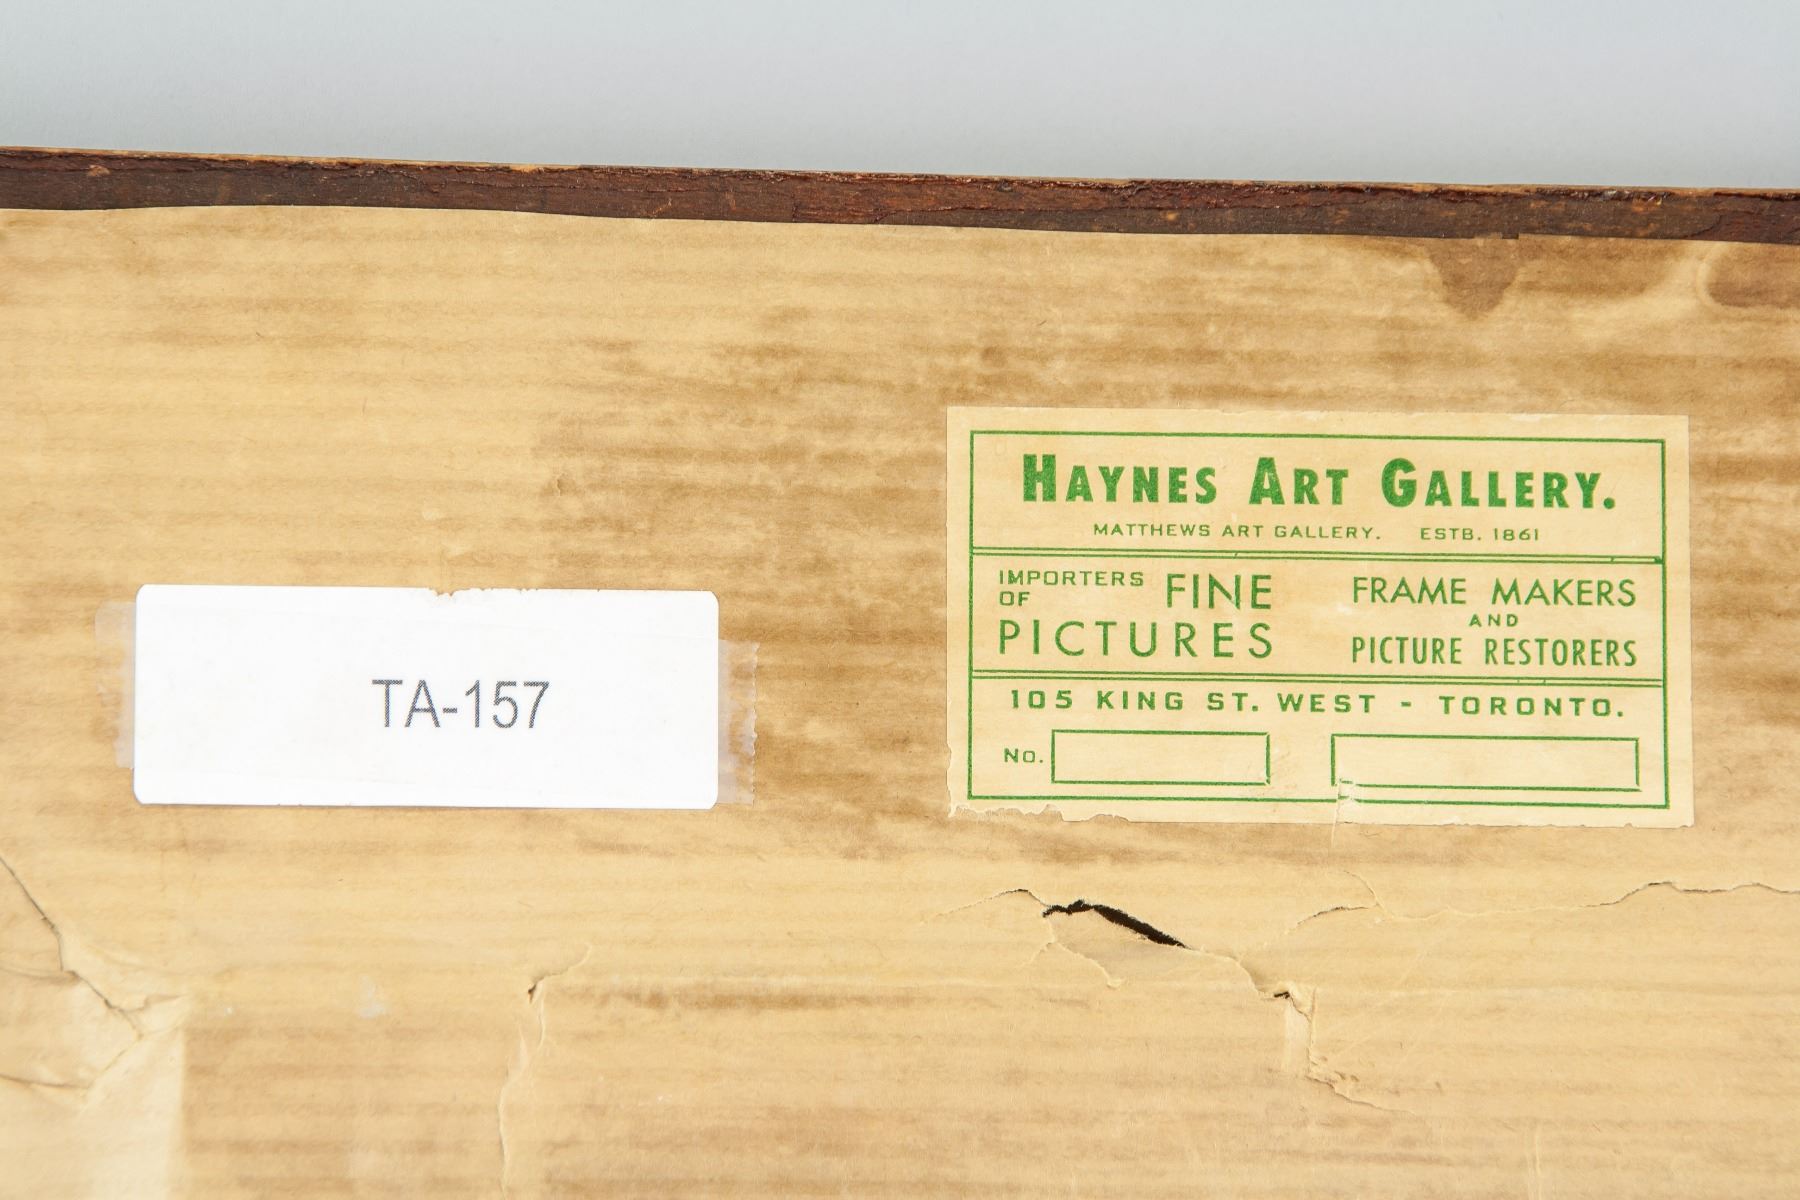 TA-157
HAYNES ART GALLERY.
MATTHEWS ART GALLERY. ESTB. 1861
IMPORTERS OF FINE
PICTURES
FRAME MAKERS
AND
PICTURE RESTORERS
105 KING ST. WEST - TORONTO.
No.